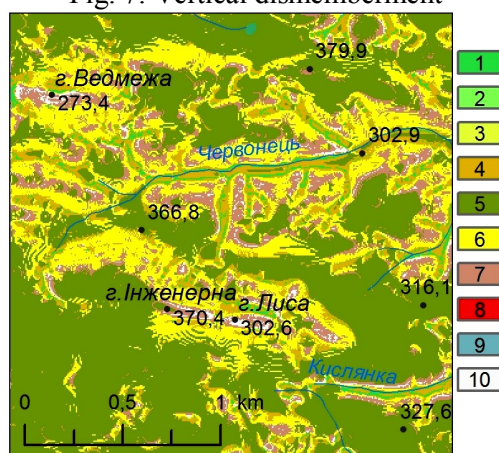 Fig. 7. Vertical dismemberment
379,9
г.Ведмежа
273,4
Червонець
302,9
366,8
316,1
г.Інженерна
г.Лиса
370,4
302,6
Кислянка
327,6
0 0,5 1 km
1
2
3
4
5
6
7
8
9
10